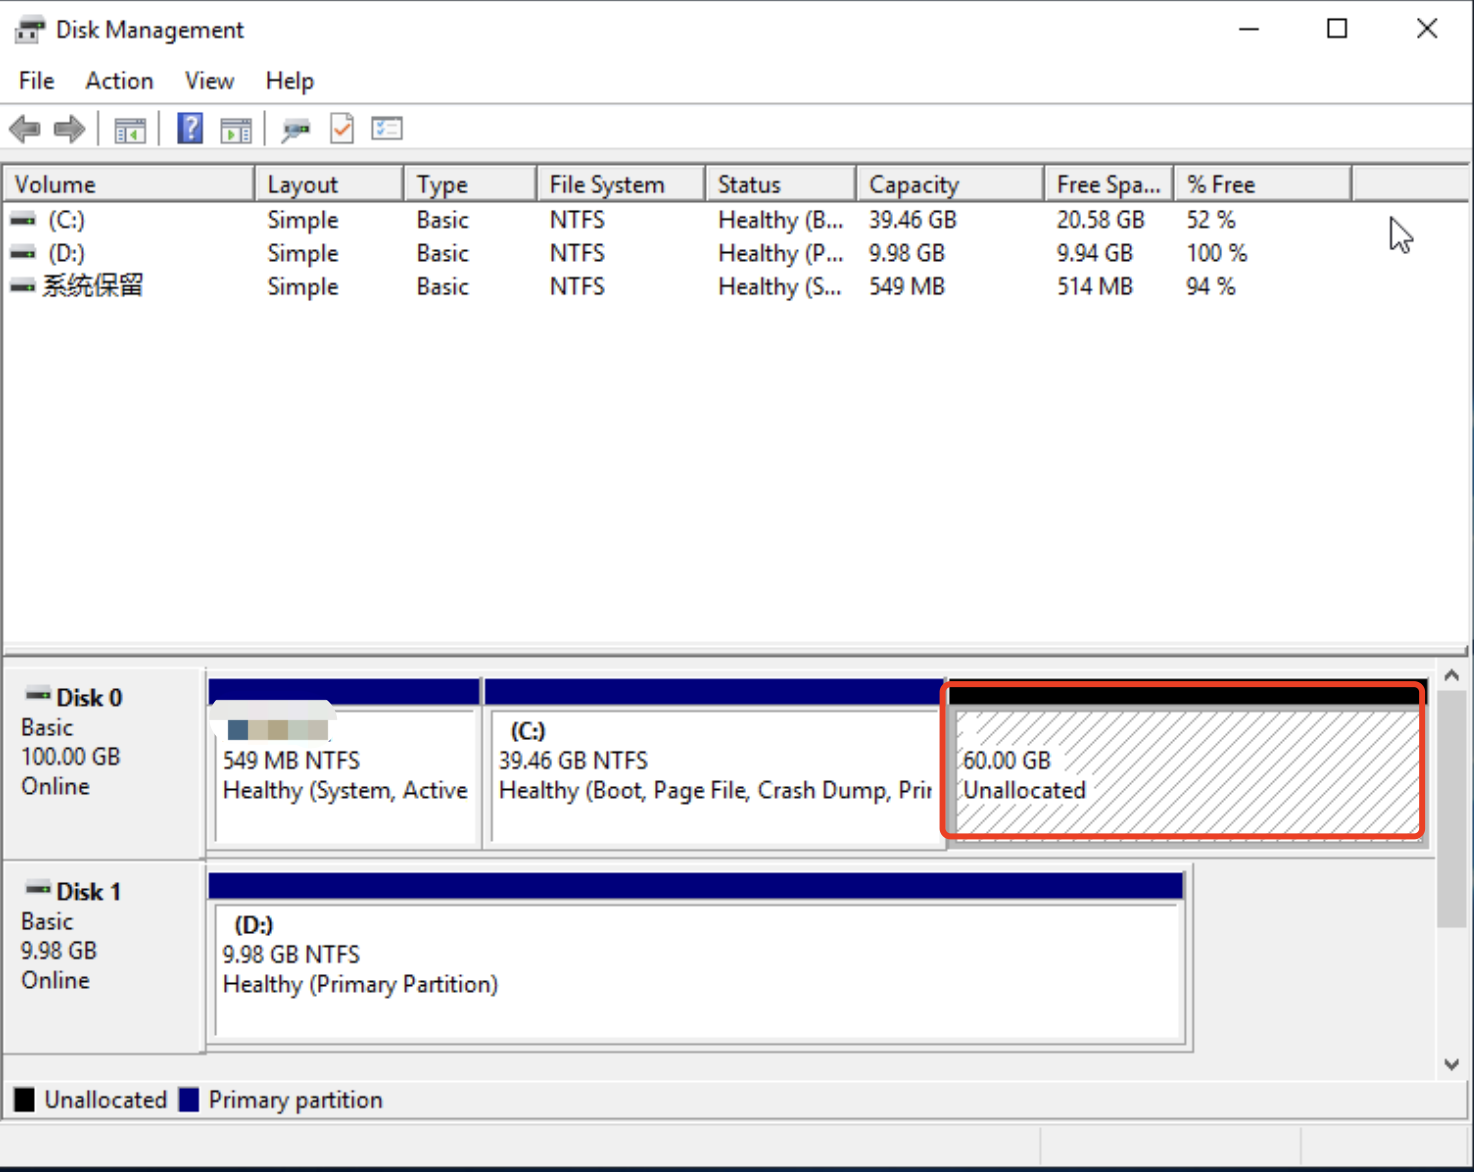 Disk Management
File Action View Help
Volume Layout Type File System Status Capacity Free Spa... % Free
(C:) Simple Basic NTFS Healthy (B... 39.46 GB 20.58 GB 52 %
(D:) Simple Basic NTFS Healthy (P... 9.98 GB 9.94 GB 100 %
系统保留 Simple Basic NTFS Healthy (S... 549 MB 514 MB 94 %
Disk 0
Basic
100.00 GB
Online
549 MB NTFS
Healthy (System, Active
(C:)
39.46 GB NTFS
Healthy (Boot, Page File, Crash Dump, Prir
60.00 GB
Unallocated
Disk 1
Basic
9.98 GB
Online
(D:)
9.98 GB NTFS
Healthy (Primary Partition)
Unallocated Primary partition